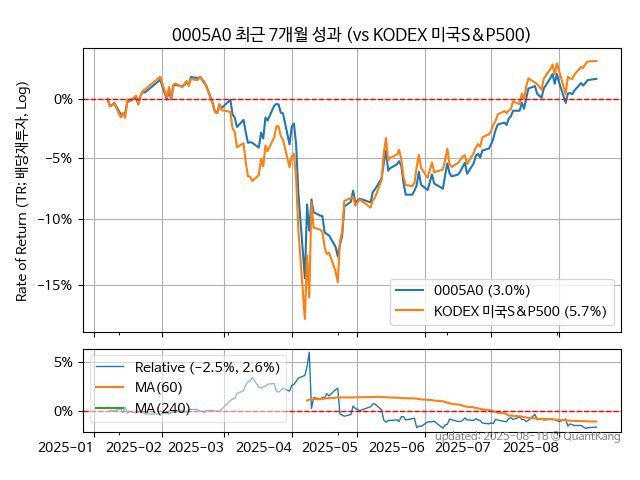 0005A0 최근 7개월 성과 (vs KODEX 미국S&P500)
Rate of Return (TR: 배당재투자, Log)
0%
−5%
−10%
−15%
0005A0 (3.0%)
KODEX 미국S&P500 (5.7%)
5%
0%
Relative (−2.5%, 2.6%)
MA(60)
MA(240)
2025−01 2025−02 2025−03 2025−04 2025−05 2025−06 2025−07 2025−08
updated: 2025−08−18 @ QuantKang